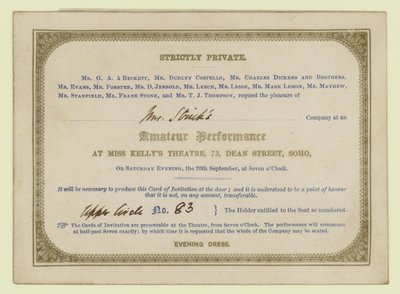 STRICTLY PRIVATE.
MR. G. A. À BECKETT, MR. DUDLEY COSTELLO, MR. CHARLES DICKENS AND BROTHERS,
MR. EVANS, MR. FORSTER, MR. D. JERROLD, MR. LEECH, MR. LEIGH, MR. MARK LEMON, MR. MAYHEW,
MR. STANFIELD, MR. FRANK STONE, AND MR. T. J. THOMPSON, request the pleasure of
Company at an
Amateur Performance
AT MISS KELLY'S THEATRE, 73, DEAN STREET, SOHO,
ON SATURDAY EVENING, the 20th September, at Seven o'Clock.
It will be necessary to produce this Card of Invitation at the door; and it is understood to be a point of honour
that it is not, on any account, transferable.
Upper Circle No. 83 } The Holder entitled to the Seat so numbered.
☞ The Cards of Invitation are presentable at the Theatre, from Seven o'Clock. The performance will commence
at half-past Seven exactly; by which time it is requested that the whole of the Company may be seated.
EVENING DRESS.